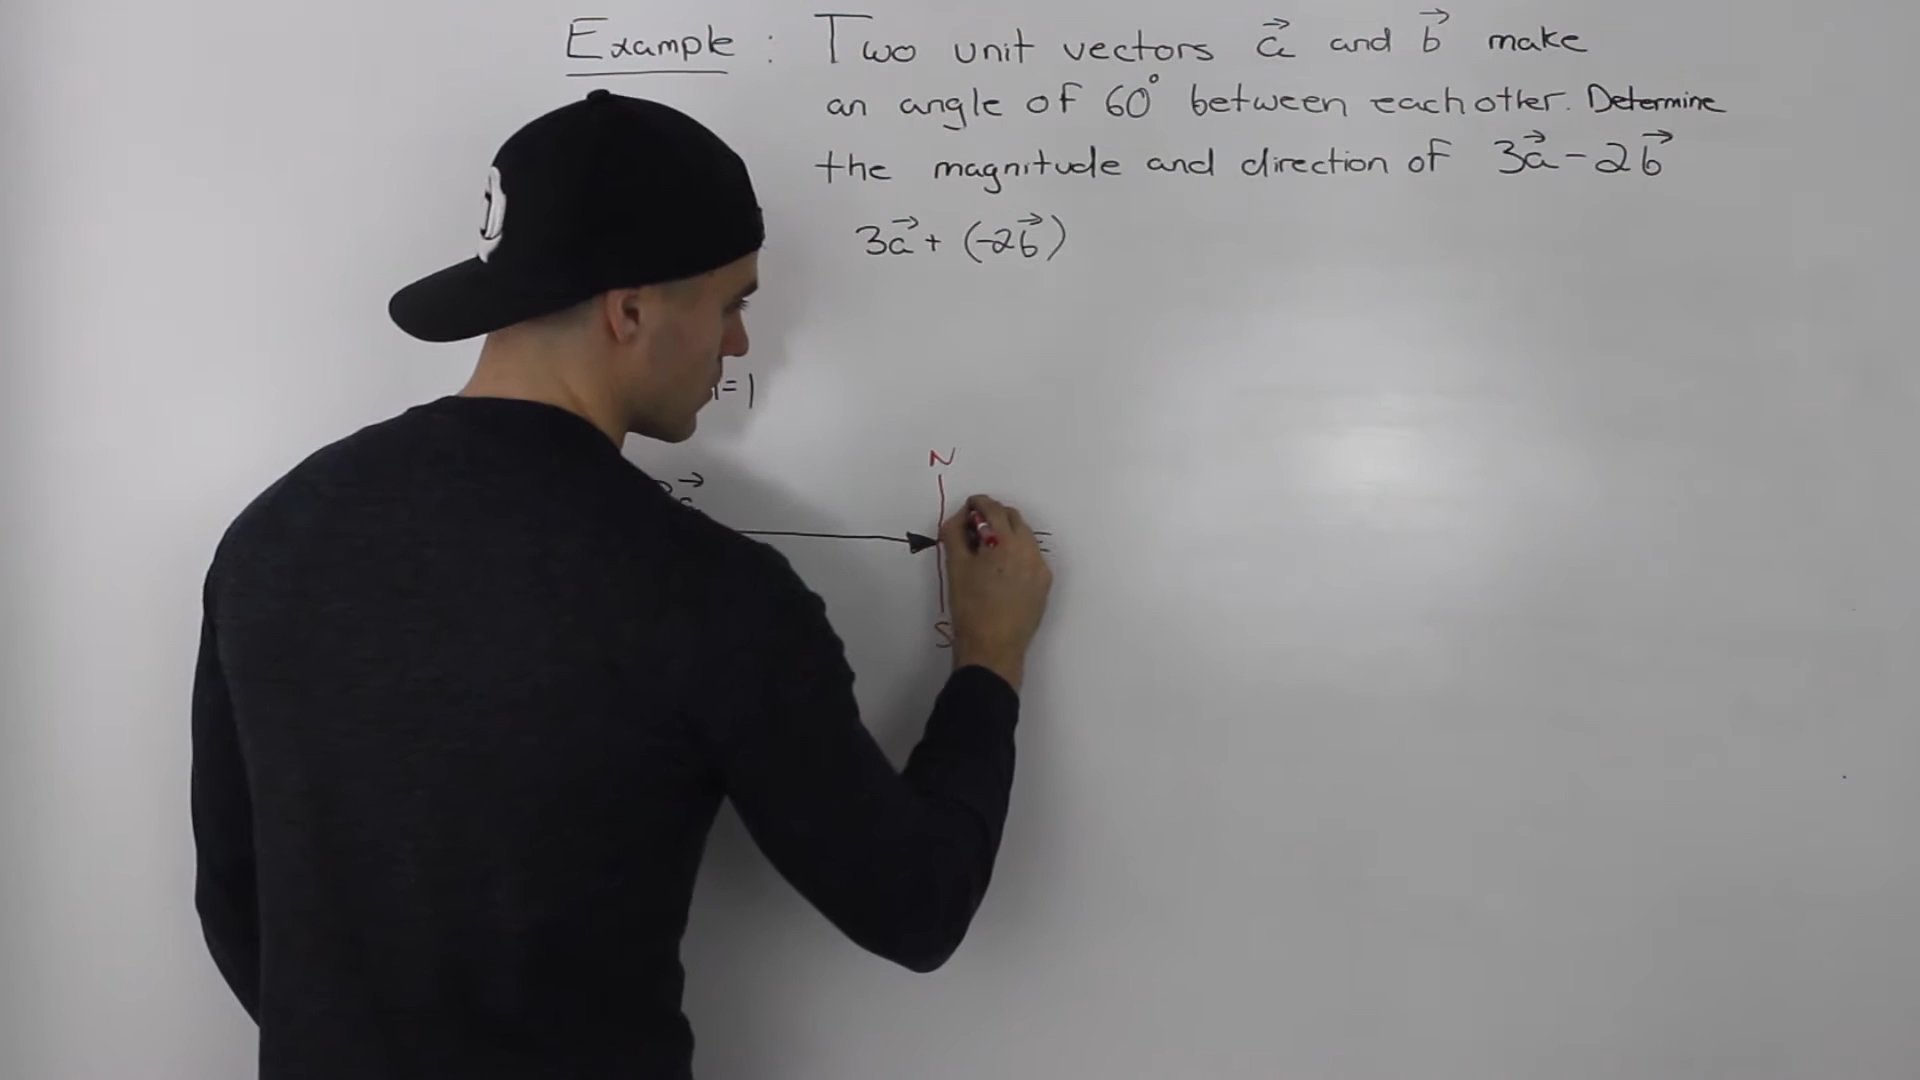 Example : Two unit vectors a⃗ and b⃗ make
an angle of 60° between each other. Determine
the magnitude and direction of 3a⃗ - 2b⃗
3a⃗ + (-2b⃗)
= 1
N
S